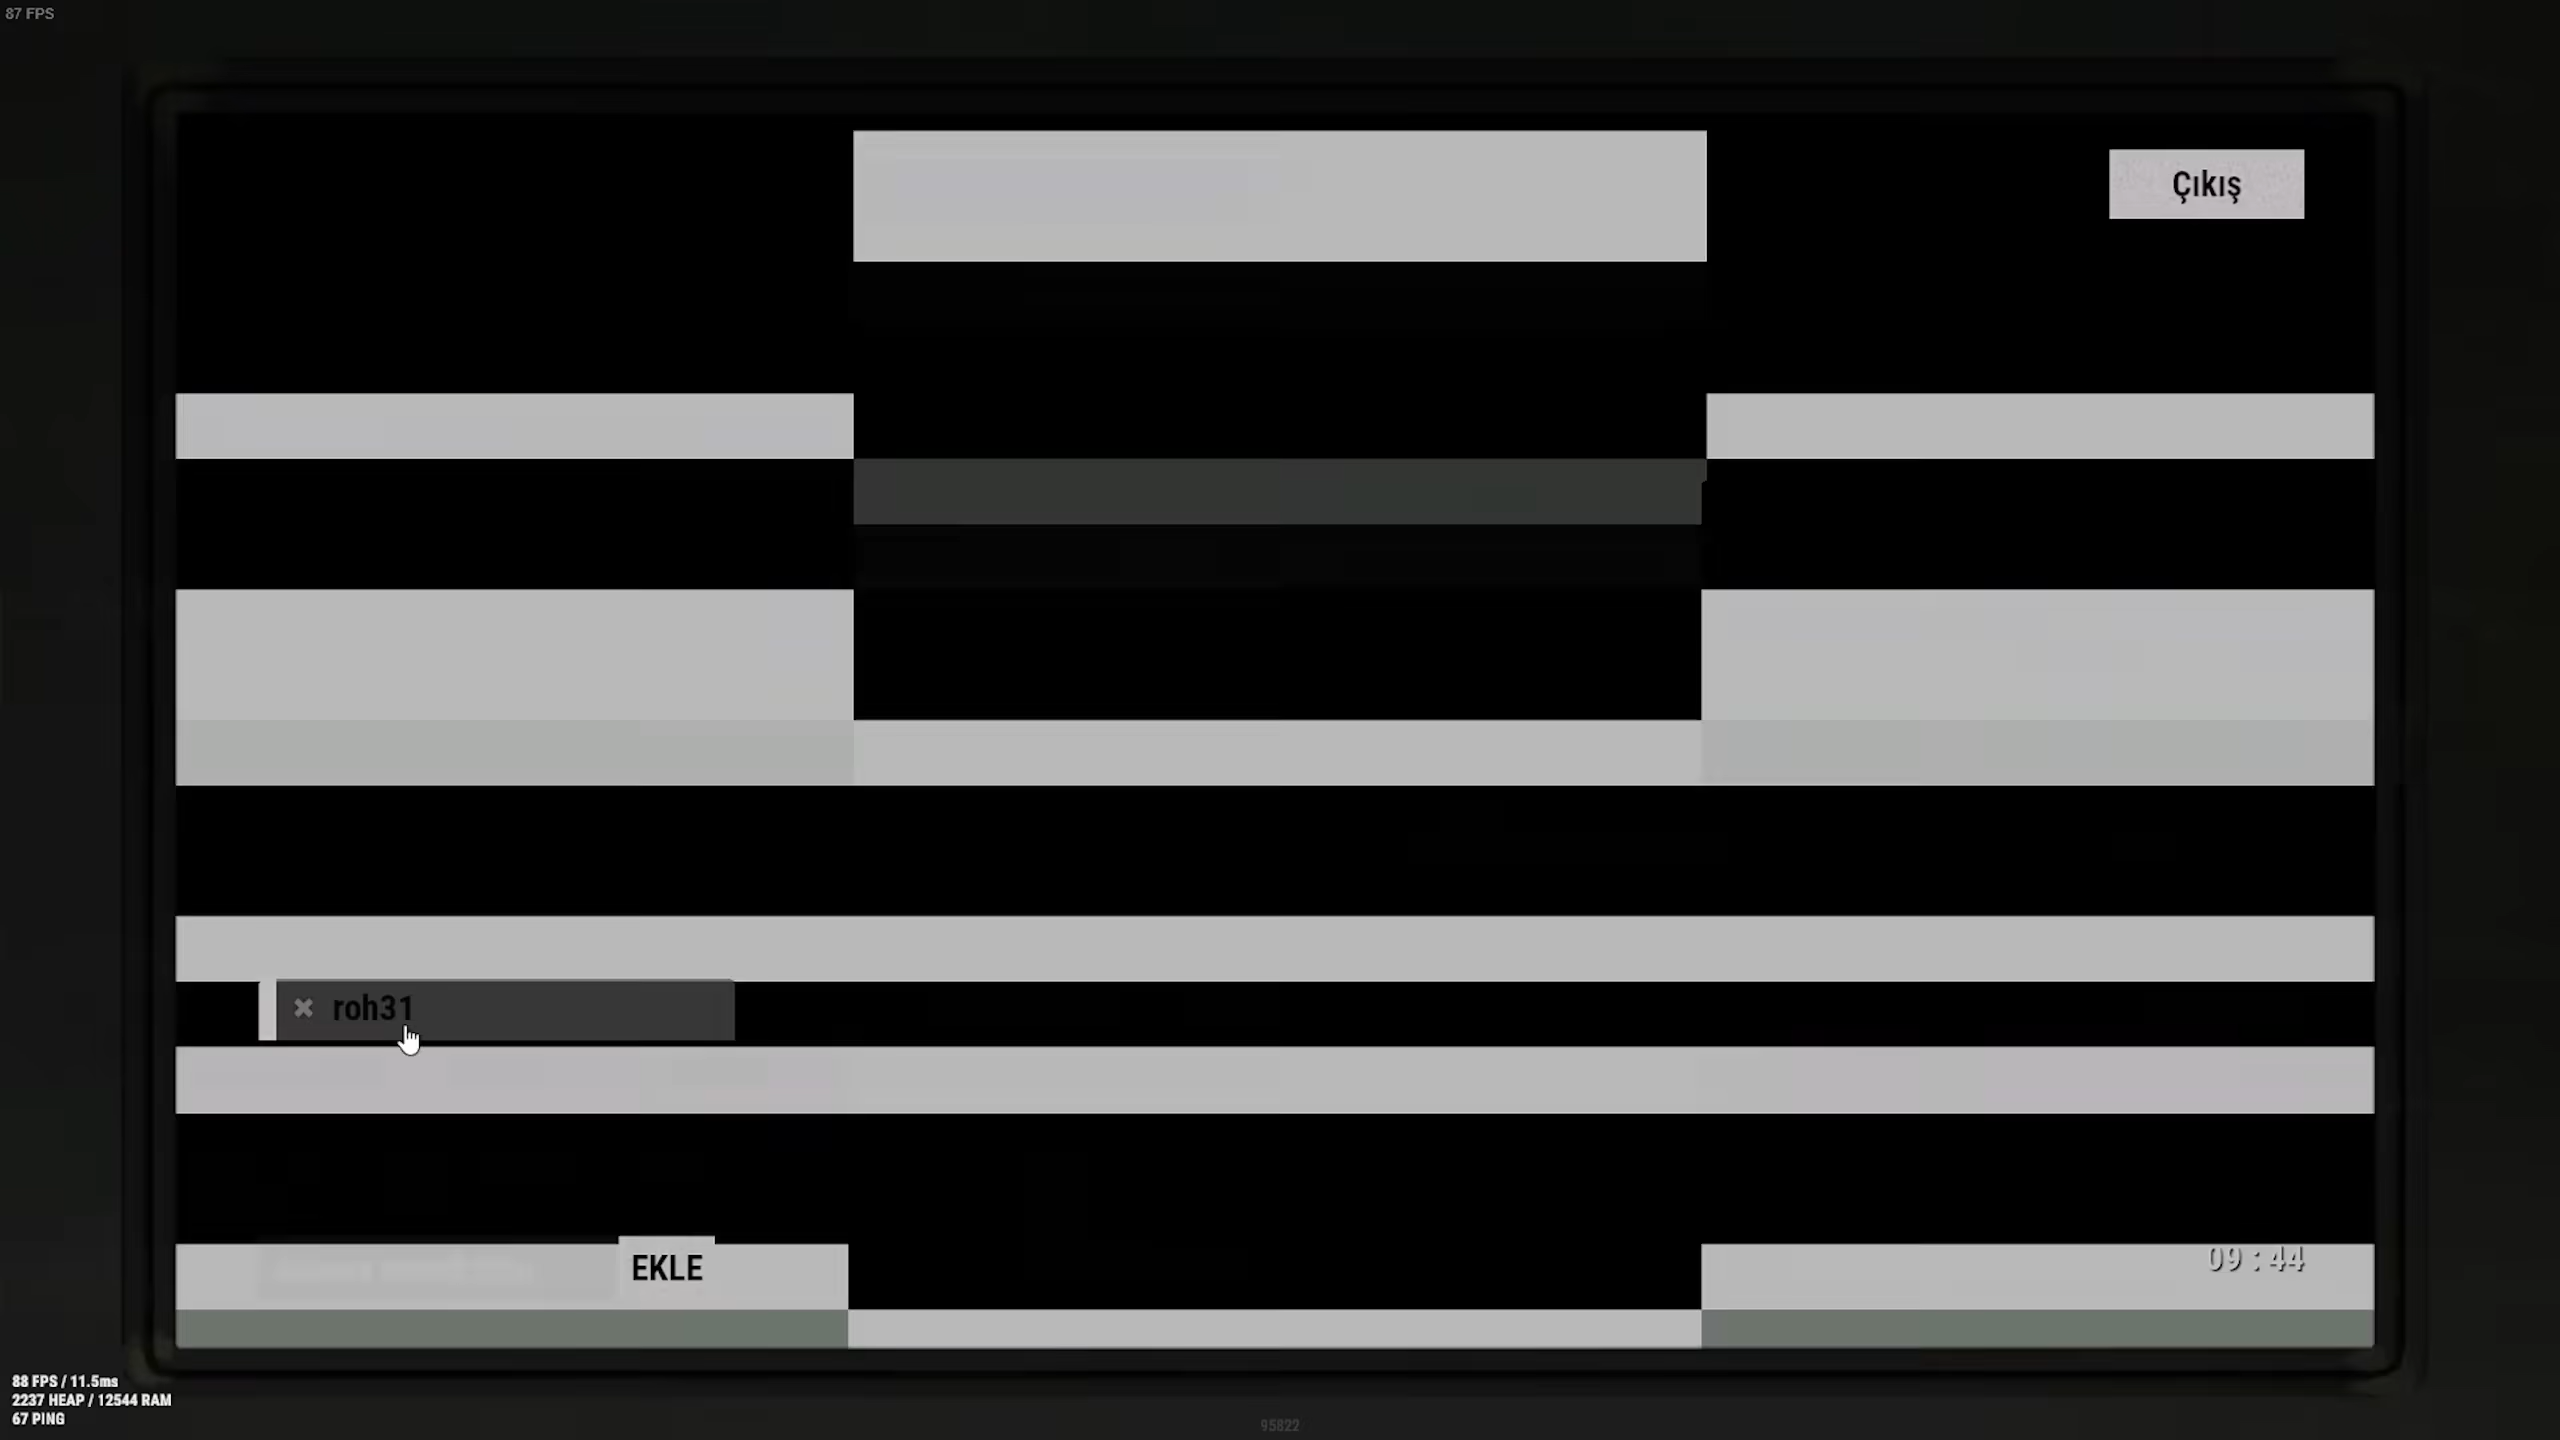 87 FPS
Çıkış
roh31
EKLE
09:44
88 FPS / 11.5ms
2237 HEAP / 12544 RAM
67 PING
95822